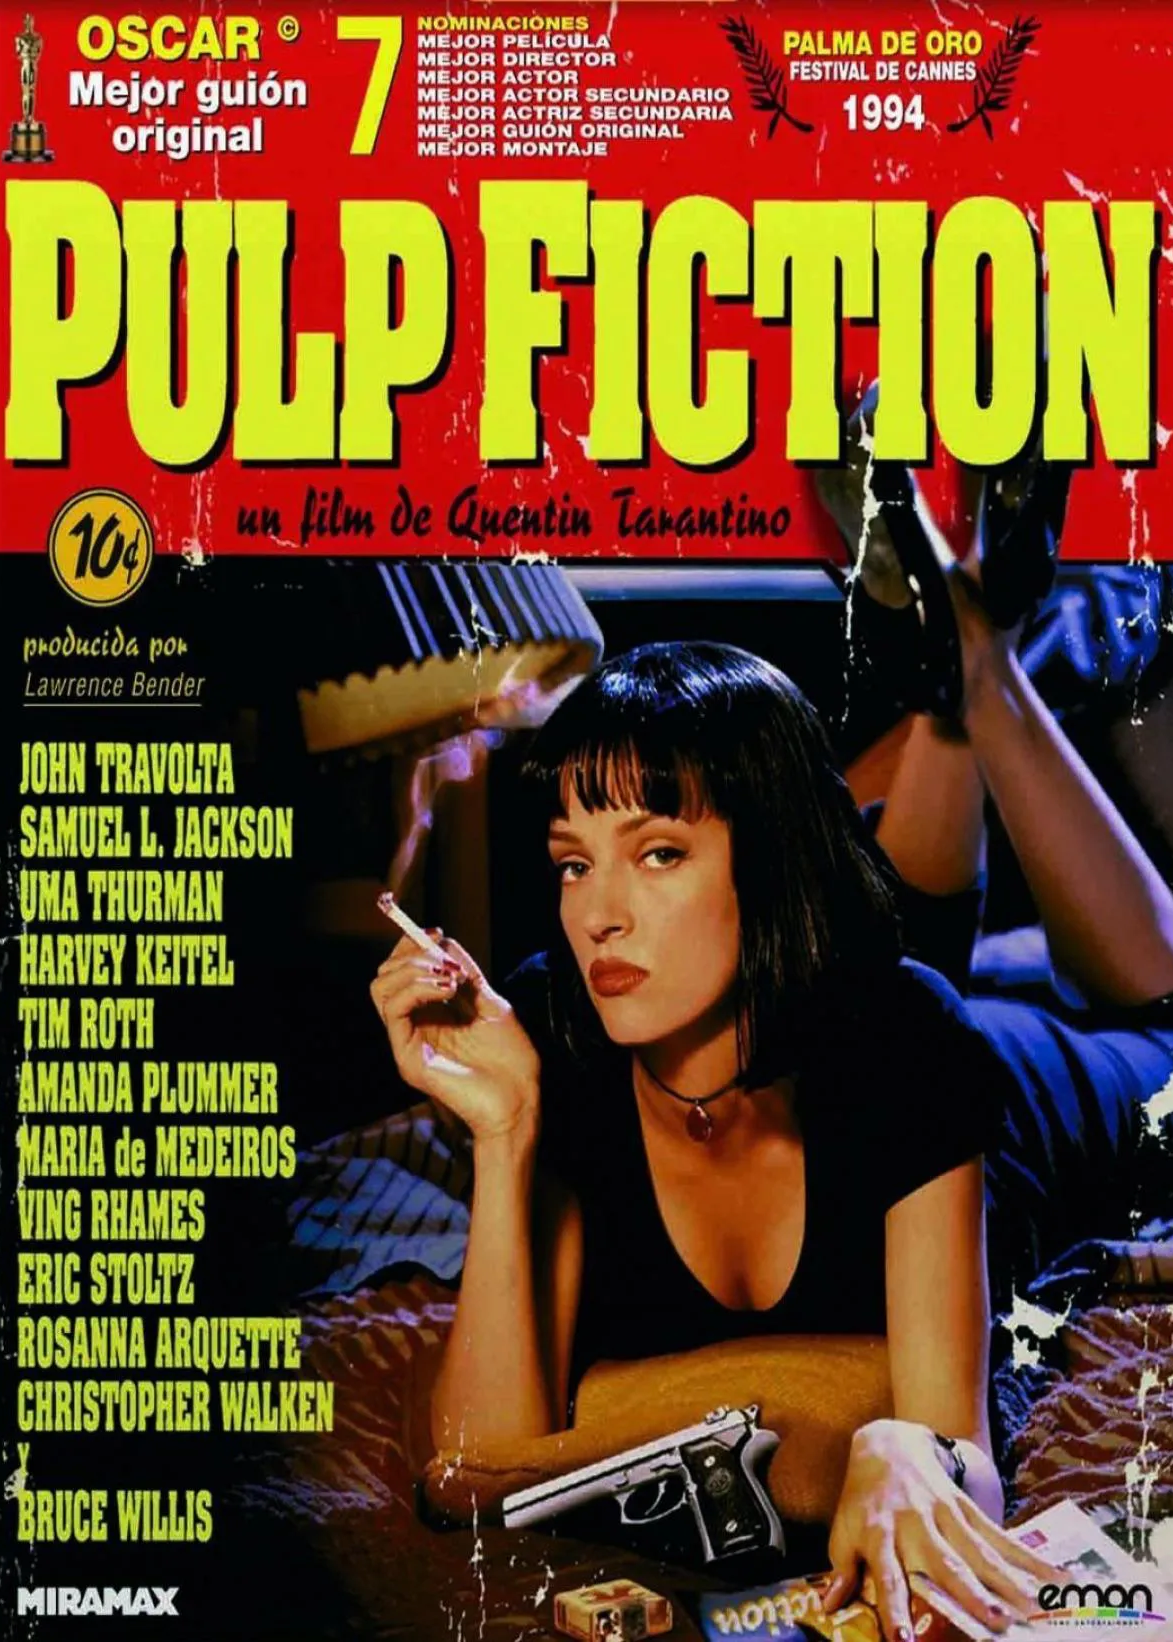 OSCAR ©
Mejor guión
original
7
NOMINACIONES
MEJOR PELÍCULA
MEJOR DIRECTOR
MEJOR ACTOR
MEJOR ACTOR SECUNDARIO
MEJOR ACTRIZ SECUNDARIA
MEJOR GUIÓN ORIGINAL
MEJOR MONTAJE
PALMA DE ORO
FESTIVAL DE CANNES
1994
PULP FICTION
un film de Quentin Tarantino
10¢
producida por
Lawrence Bender
JOHN TRAVOLTA
SAMUEL L. JACKSON
UMA THURMAN
HARVEY KEITEL
TIM ROTH
AMANDA PLUMMER
MARIA de MEDEIROS
VING RHAMES
ERIC STOLTZ
ROSANNA ARQUETTE
CHRISTOPHER WALKEN
Y
BRUCE WILLIS
MIRAMAX
Fiction
emon
HOME ENTERTAINMENT